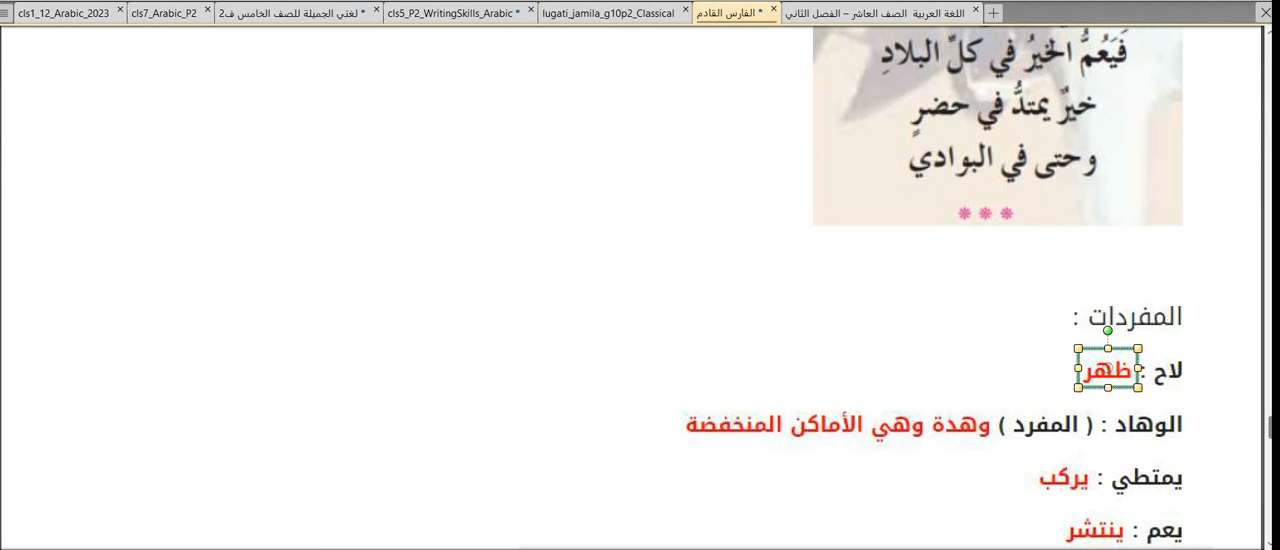 cls1_12_Arabic_2023
cls7_Arabic_P2
لغتي الجميلة للصف الخامس ف2 *
cls5_P2_WritingSkills_Arabic *
lugati_jamila_g10p2_Classical
الفارس القادم *
اللغة العربية الصف العاشر – الفصل الثاني
فَيَعُمُّ الخيرُ في كلِّ البلادِ
خيرٌ يمتدُّ في حضرٍ
وحتى في البوادي
المفردات :
لاح : ظهر
الوهاد : ( المفرد ) وهدة وهي الأماكن المنخفضة
يمتطي : يركب
يعم : ينتشر